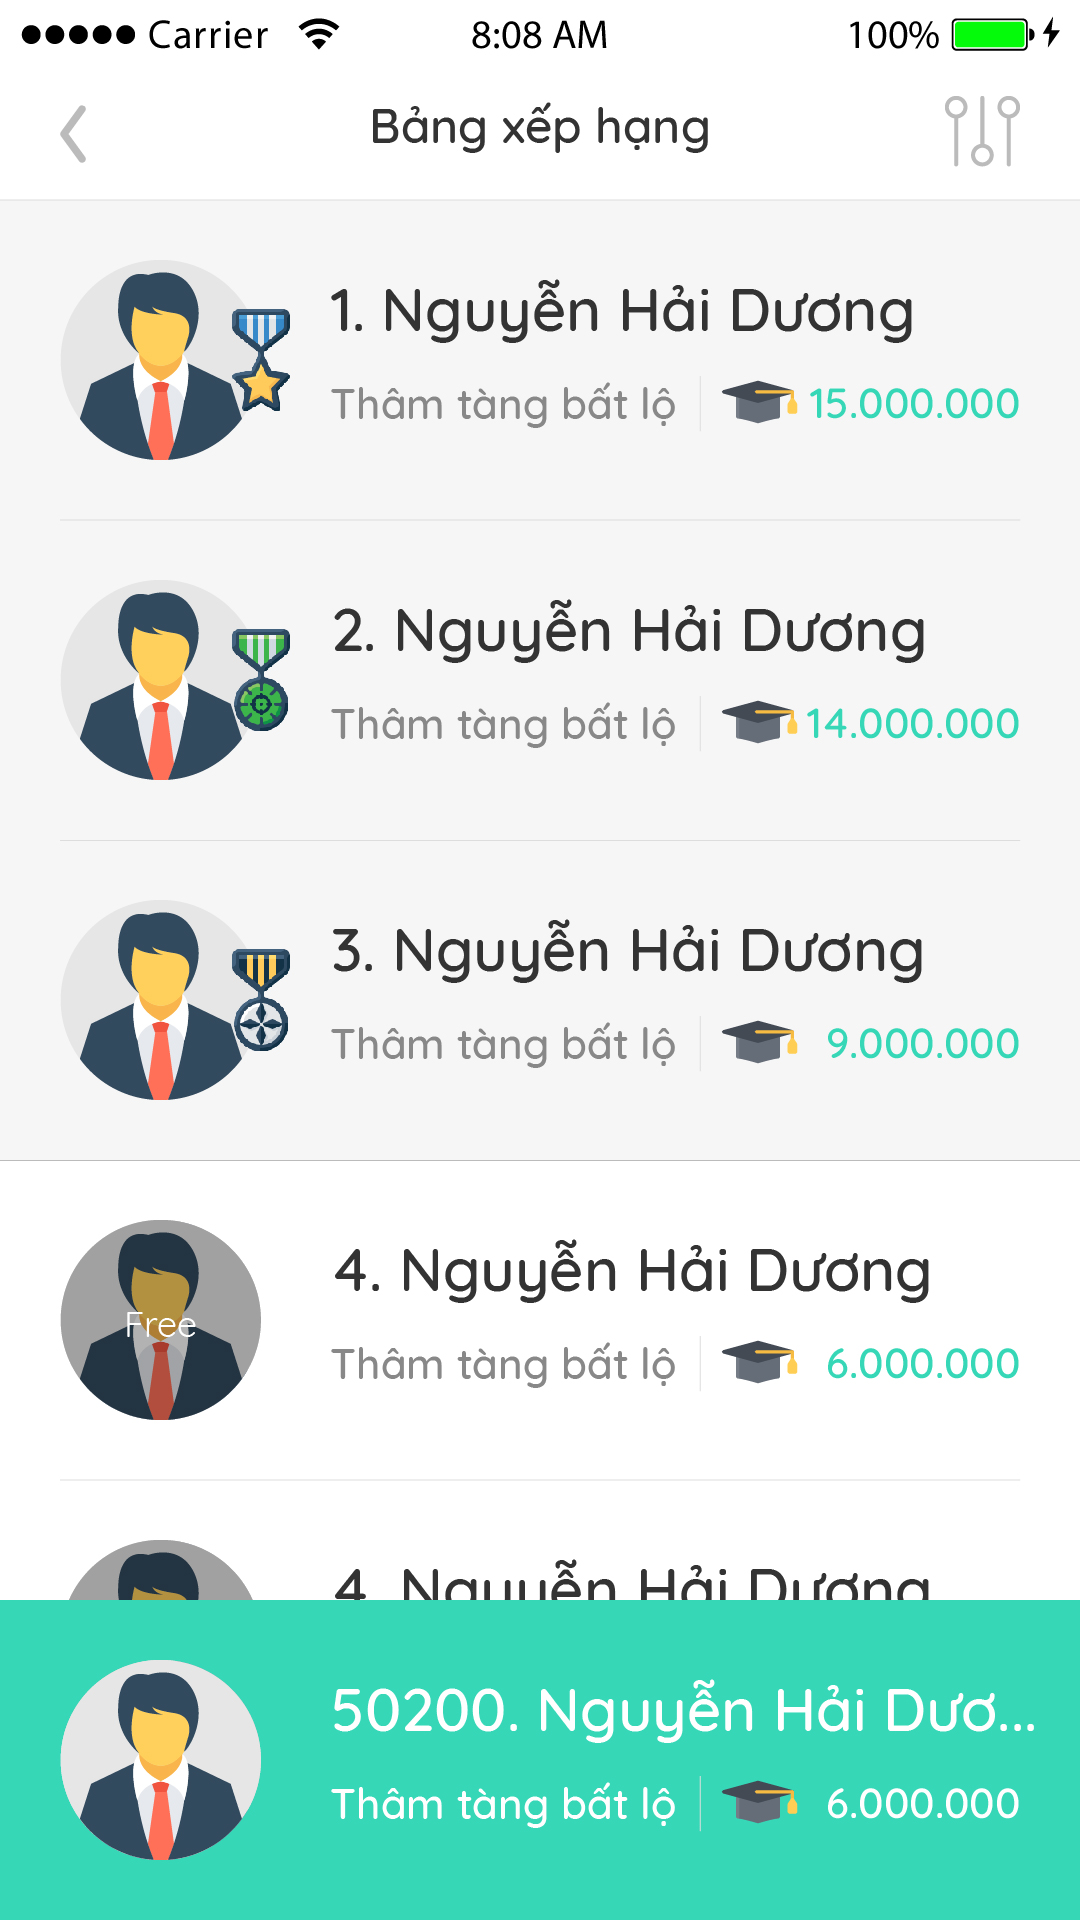 Carrier 8:08 AM 100%
Bảng xếp hạng
1. Nguyễn Hải Dương
Thâm tàng bất lộ 15.000.000
2. Nguyễn Hải Dương
Thâm tàng bất lộ 14.000.000
3. Nguyễn Hải Dương
Thâm tàng bất lộ 9.000.000
4. Nguyễn Hải Dương
Free
Thâm tàng bất lộ 6.000.000
4. Nguyễn Hải Dương
50200. Nguyễn Hải Dươ...
Thâm tàng bất lộ 6.000.000